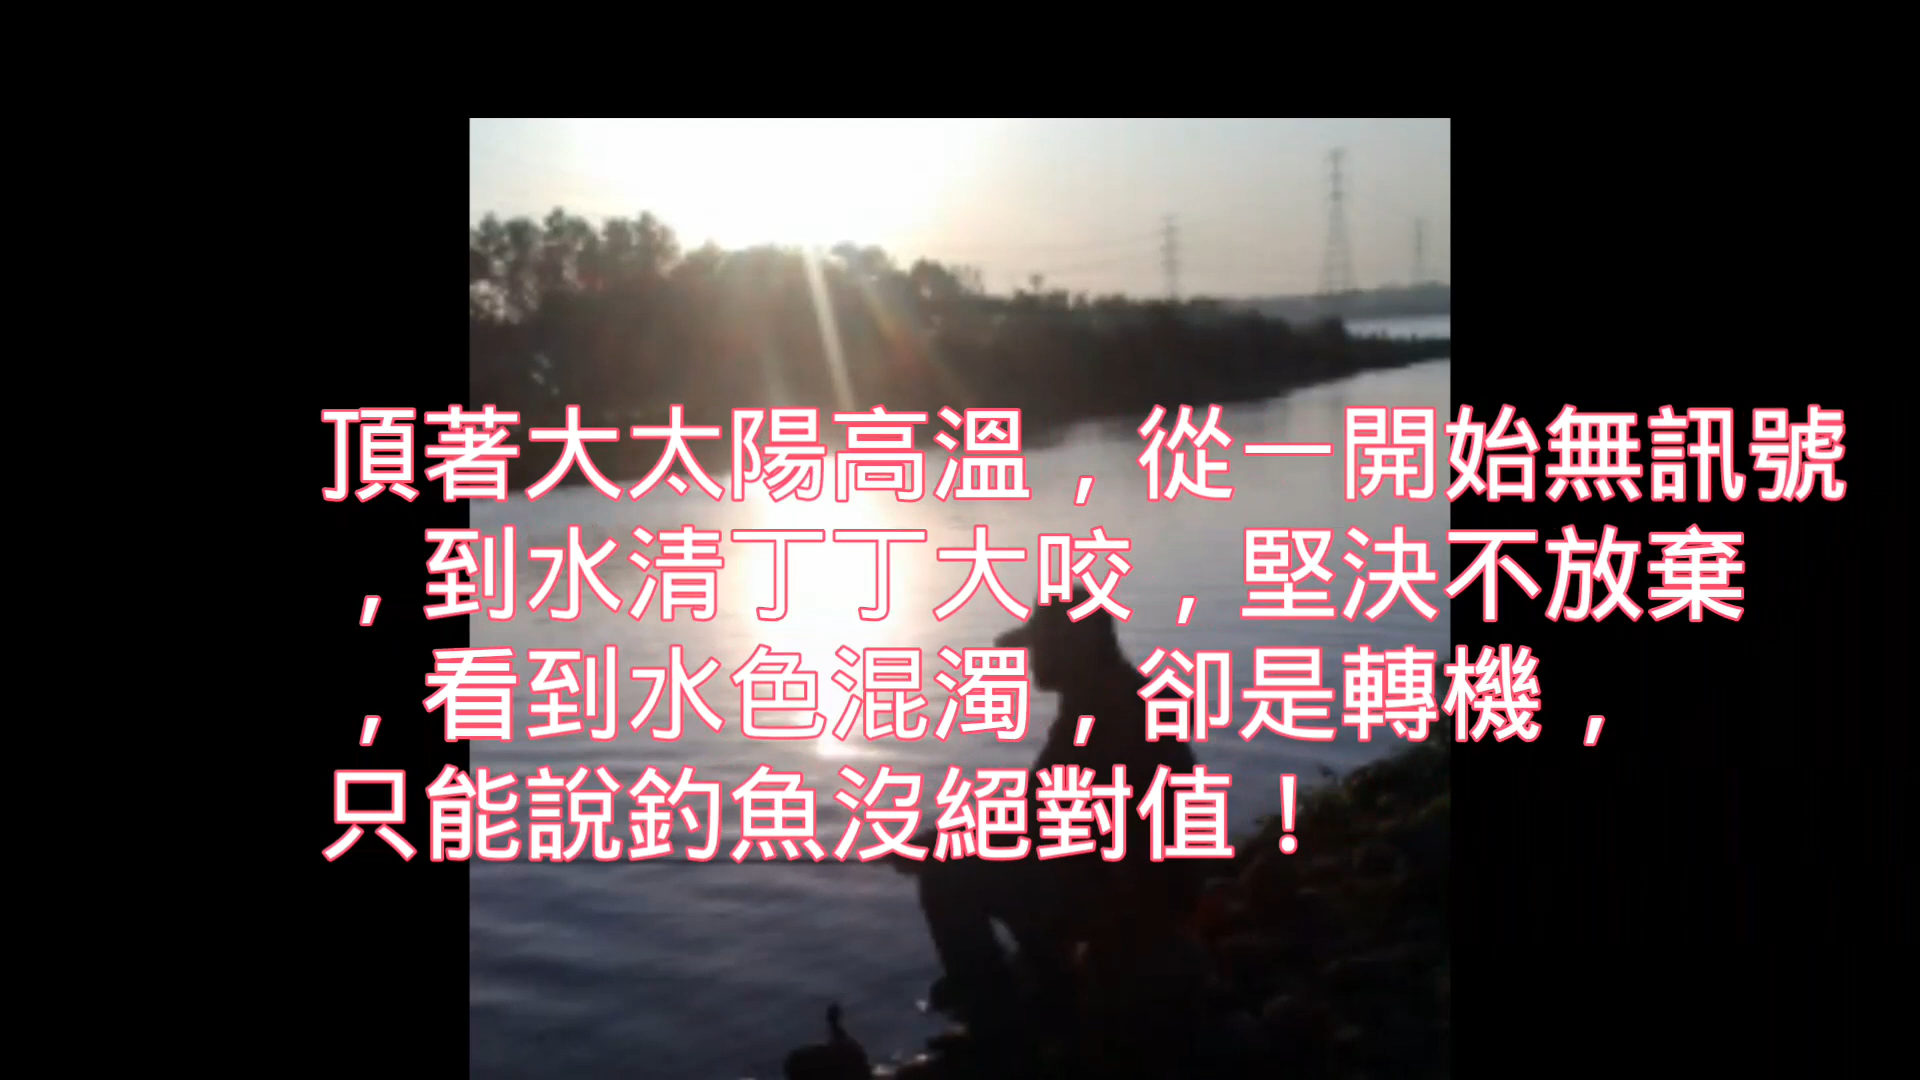 頂著大太陽高溫，從一開始無訊號
，到水清丁丁大咬，堅決不放棄
，看到水色混濁，卻是轉機，
只能說釣魚沒絕對值！